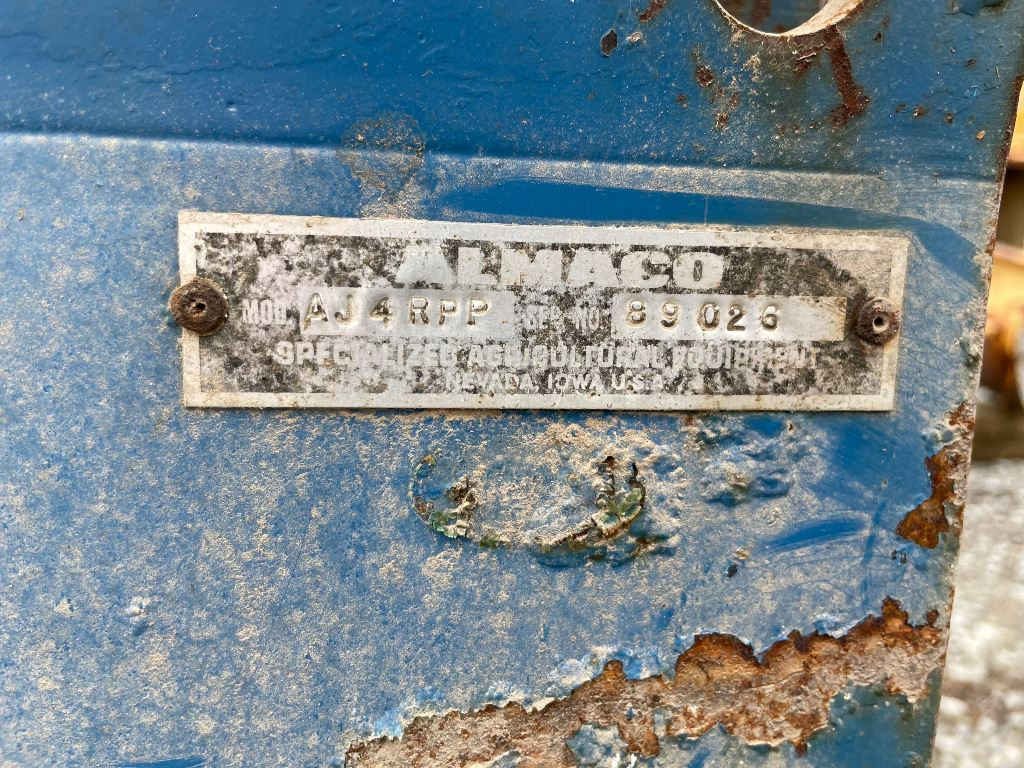 ALMACO
MOD. AJ4RPP SER. NO. 89026
SPECIALIZED AGRICULTURAL EQUIPMENT
NEVADA, IOWA U.S.A.